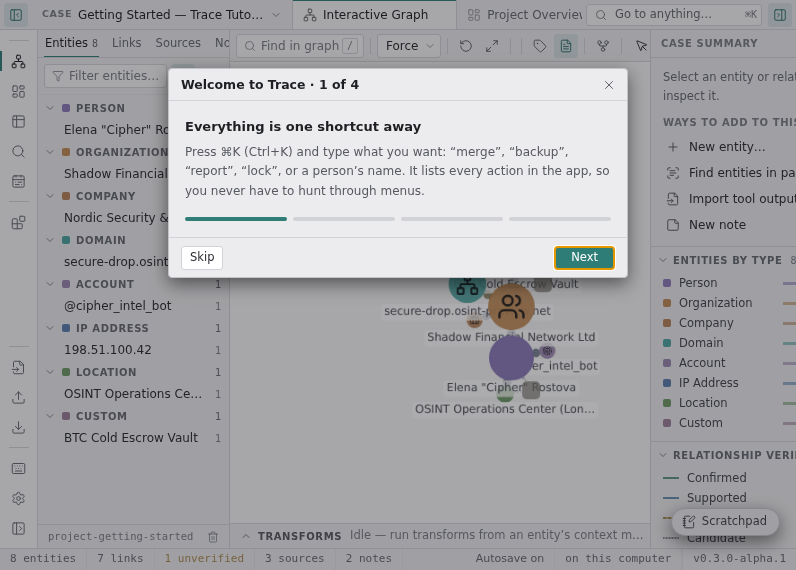 CASE Getting Started — Trace Tuto…
Interactive Graph
Project Overview
Go to anything… ⌘K
Entities 8
Links
Sources
No
Find in graph /
Force
CASE SUMMARY
Filter entities…
PERSON
Elena "Cipher" Ro
ORGANIZATION
Shadow Financial
COMPANY
Nordic Security &
DOMAIN
secure-drop.osint
ACCOUNT 1
@cipher_intel_bot 1
IP ADDRESS 1
198.51.100.42 1
LOCATION 1
OSINT Operations Ce… 1
CUSTOM 1
BTC Cold Escrow Vault 1
project-getting-started
Welcome to Trace · 1 of 4
Everything is one shortcut away
Press ⌘K (Ctrl+K) and type what you want: “merge”, “backup”,
“report”, “lock”, or a person’s name. It lists every action in the app, so
you never have to hunt through menus.
Skip
Next
old Escrow Vault
secure-drop.osint-p
net
Shadow Financial Network Ltd
er_intel_bot
Elena "Cipher" Rostova
OSINT Operations Center (Lon…
TRANSFORMS Idle — run transforms from an entity’s context m…
Select an entity or rela
inspect it.
WAYS TO ADD TO THIS
New entity…
Find entities in pa
Import tool output
New note
ENTITIES BY TYPE 8
Person
Organization
Company
Domain
Account
IP Address
Location
Custom
RELATIONSHIP VERI
Confirmed
Supported
Candidate
Scratchpad
8 entities
7 links
1 unverified
3 sources
2 notes
Autosave on
on this computer
v0.3.0-alpha.1